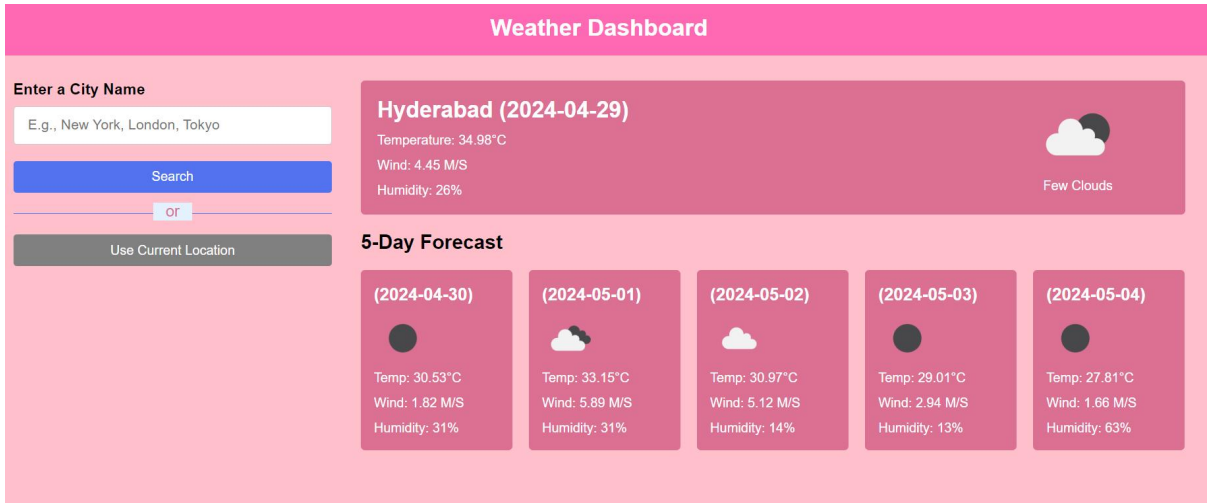 Weather Dashboard
Enter a City Name
E.g., New York, London, Tokyo
Search
or
Use Current Location
Hyderabad (2024-04-29)
Temperature: 34.98°C
Wind: 4.45 M/S
Humidity: 26%
Few Clouds
5-Day Forecast
(2024-04-30)
Temp: 30.53°C
Wind: 1.82 M/S
Humidity: 31%
(2024-05-01)
Temp: 33.15°C
Wind: 5.89 M/S
Humidity: 31%
(2024-05-02)
Temp: 30.97°C
Wind: 5.12 M/S
Humidity: 14%
(2024-05-03)
Temp: 29.01°C
Wind: 2.94 M/S
Humidity: 13%
(2024-05-04)
Temp: 27.81°C
Wind: 1.66 M/S
Humidity: 63%